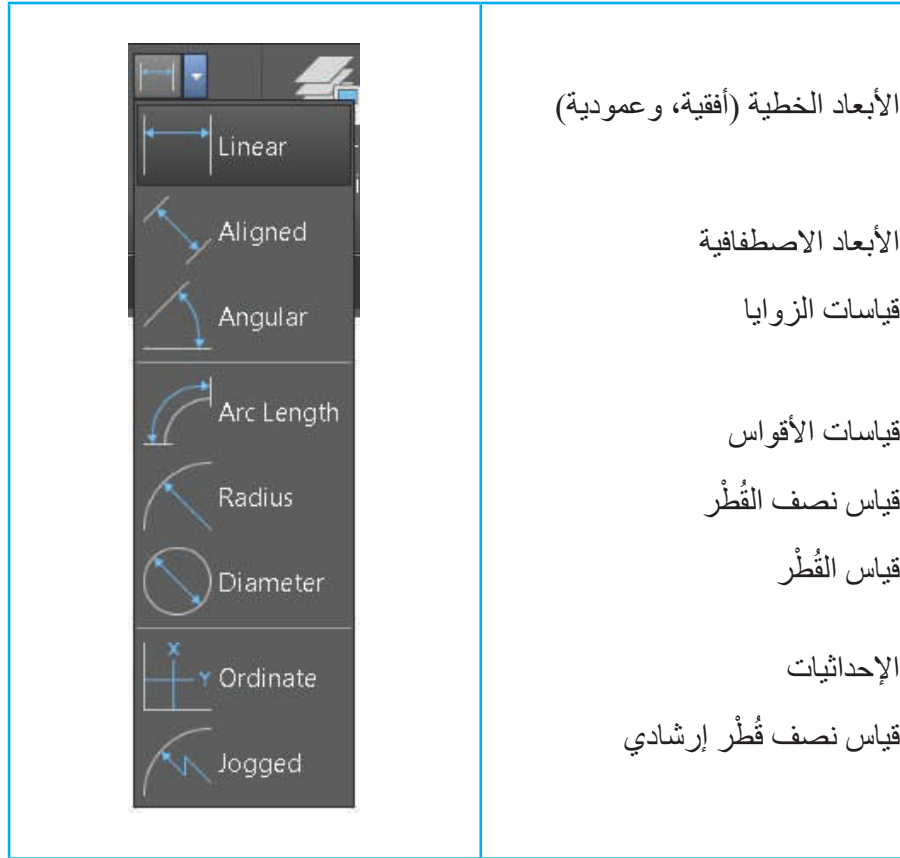 الأبعاد الخطية (أفقية، وعمودية)
Linear
الأبعاد الاصطفافية
Aligned
قياسات الزوايا
Angular
قياسات الأقواس
Arc Length
قياس نصف القُطْر
Radius
قياس القُطْر
Diameter
X
Y
الإحداثيات
Ordinate
قياس نصف قُطْر إرشادي
Jogged